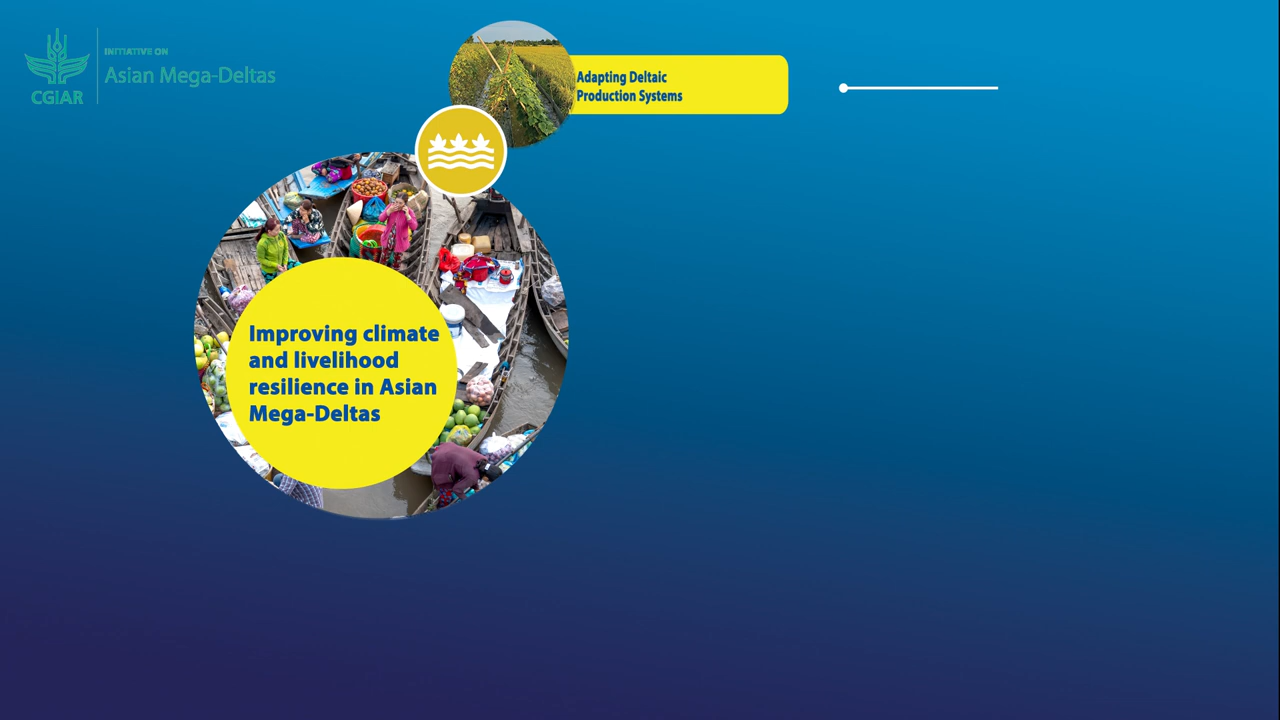 INITIATIVE ON
Asian Mega-Deltas
CGIAR
Adapting Deltaic
Production Systems
Improving climate
and livelihood
resilience in Asian
Mega-Deltas